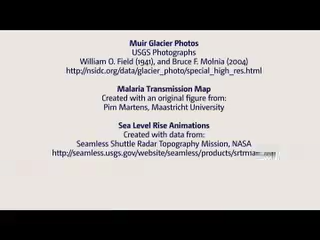 Muir Glacier Photos
USGS Photographs
William O. Field (1941), and Bruce F. Molnia (2004)
http://nsidc.org/data/glacier_photo/special_high_res.html
Malaria Transmission Map
Created with an original figure from:
Pim Martens, Maastricht University
Sea Level Rise Animations
Created with data from:
Seamless Shuttle Radar Topography Mission, NASA